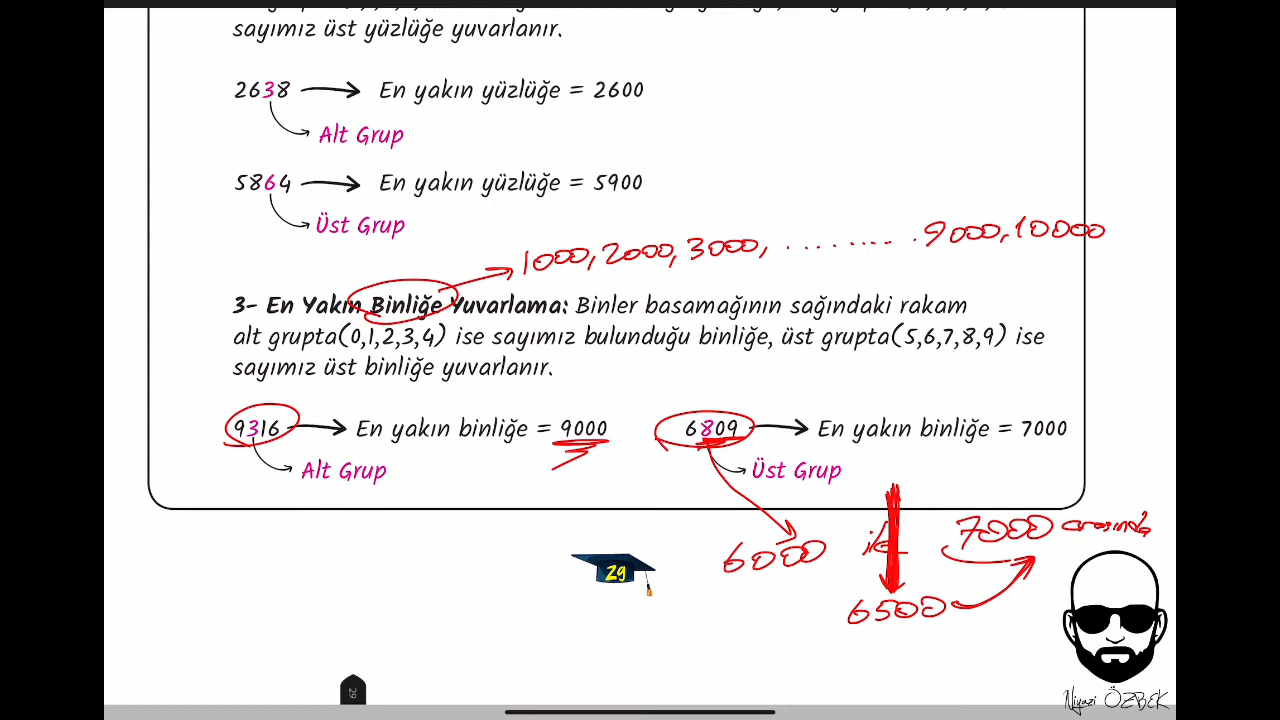 sayımız üst yüzlüğe yuvarlanır.
2638 En yakın yüzlüğe = 2600
Alt Grup
5864 En yakın yüzlüğe = 5900
Üst Grup
1000, 2000, 3000, ......... 9000, 10000
3- En Yakın Binliğe Yuvarlama: Binler basamağının sağındaki rakam
alt grupta(0,1,2,3,4) ise sayımız bulunduğu binliğe, üst grupta(5,6,7,8,9) ise
sayımız üst binliğe yuvarlanır.
9316 En yakın binliğe = 9000 6809 En yakın binliğe = 7000
Alt Grup Üst Grup
6000 ile 7000 arasında
6500
29
29
Niyazi ÖZBEK